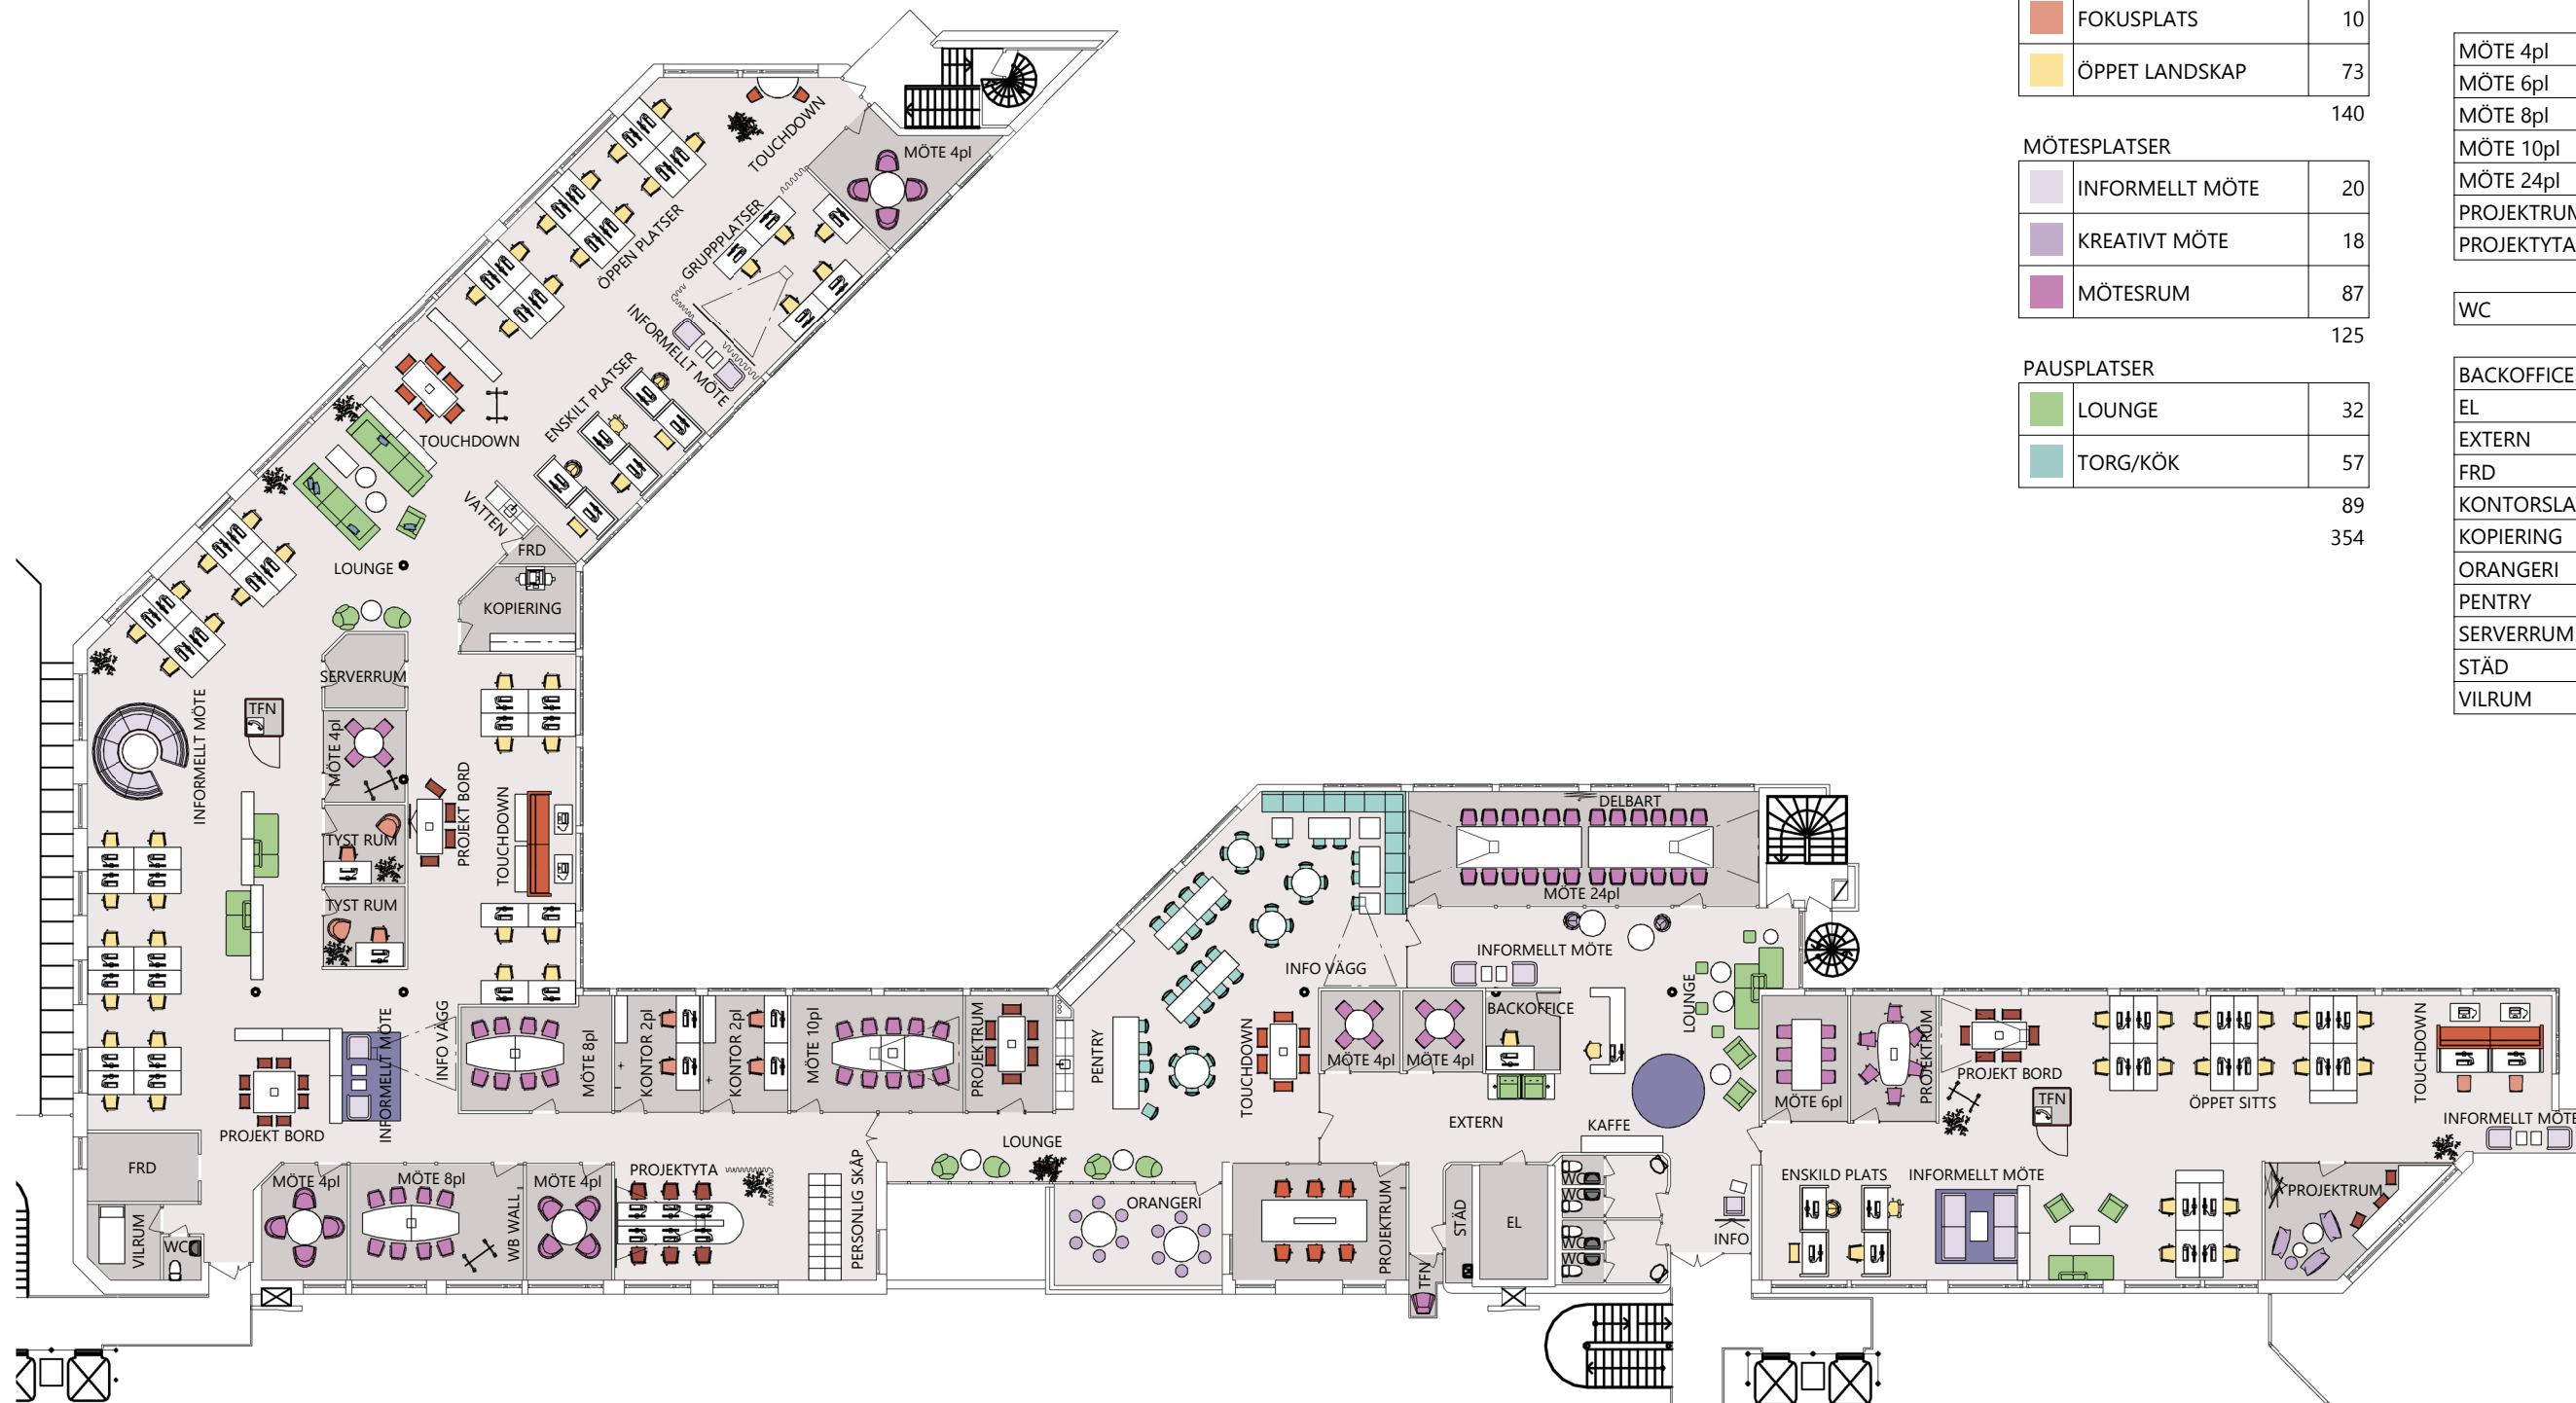 FOKUSPLATS 10
ÖPPET LANDSKAP 73
140
MÖTESPLATSER
INFORMELLT MÖTE 20
KREATIVT MÖTE 18
MÖTESRUM 87
125
PAUSPLATSER
LOUNGE 32
TORG/KÖK 57
89
354
MÖTE 4pl
MÖTE 6pl
MÖTE 8pl
MÖTE 10pl
MÖTE 24pl
PROJEKTRUM
PROJEKTYTA
WC
BACKOFFICE
EL
EXTERN
FRD
KONTORSLA
KOPIERING
ORANGERI
PENTRY
SERVERRUM
STÄD
VILRUM
TOUCHDOWN
MÖTE 4pl
ÖPPEN PLATSER
GRUPPPLATSER
INFORMELLT MÖTE
ENSKILT PLATSER
TOUCHDOWN
VATTEN
FRD
LOUNGE
KOPIERING
SERVERRUM
INFORMELLT MÖTE
TFN
MÖTE 4pl
PROJEKT BORD
TOUCHDOWN
TYST RUM
TYST RUM
INFORMELLT MÖTE
INFO VÄGG
MÖTE 8pl
KONTOR 2pl
KONTOR 2pl
MÖTE 10pl
PROJEKTRUM
PENTRY
PROJEKT BORD
FRD
VILRUM
WC
MÖTE 4pl
MÖTE 8pl
WB WALL
MÖTE 4pl
PROJEKTYTA
PERSONLIG SKÅP
LOUNGE
ORANGERI
TOUCHDOWN
INFO VÄGG
DELBART
MÖTE 24pl
INFORMELLT MÖTE
MÖTE 4pl
MÖTE 4pl
BACKOFFICE
LOUNGE
EXTERN
KAFFE
PROJEKTRUM
TFN
STÄD
EL
WC
WC
WC
WC
INFO
MÖTE 6pl
PROJEKTRUM
PROJEKT BORD
TFN
ÖPPET SITTS
TOUCHDOWN
INFORMELLT MÖTE
ENSKILD PLATS
INFORMELLT MÖTE
PROJEKTRUM